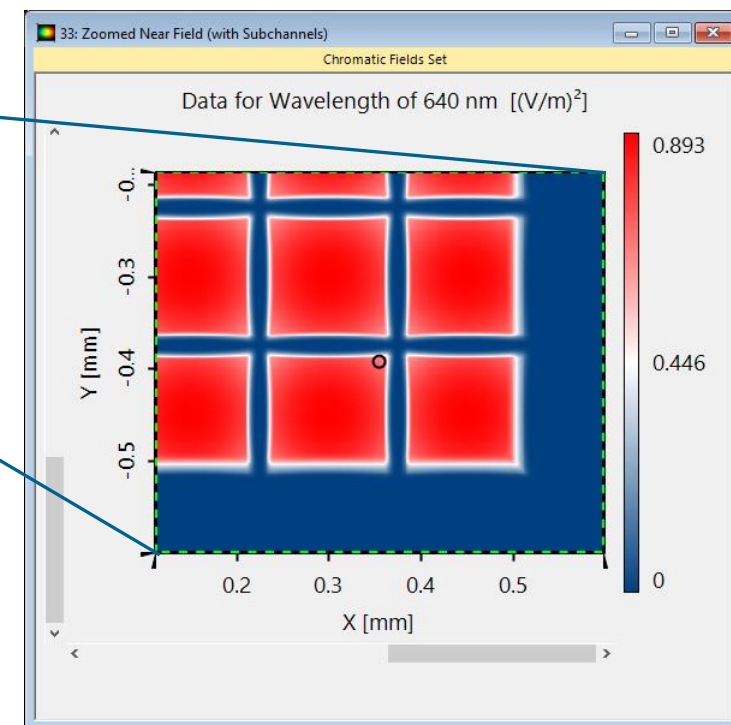 33: Zoomed Near Field (with Subchannels)
Chromatic Fields Set
Data for Wavelength of 640 nm [(V/m)²]
0.893
0.446
0
-0...
-0.3
-0.4
-0.5
Y [mm]
0.2 0.3 0.4 0.5
X [mm]